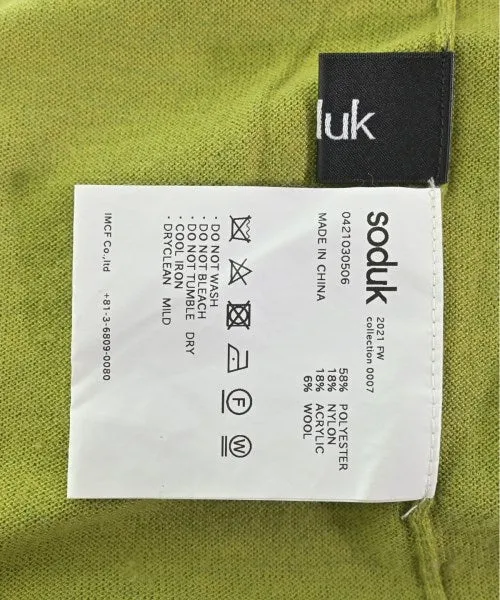 duk
soduk
2021 FW
collection 0007
0421030506
MADE IN CHINA
58% POLYESTER
18% NYLON
18% ACRYLIC
6% WOOL
F
W
· DO NOT WASH
· DO NOT BLEACH
· DO NOT TUMBLE DRY
· COOL IRON
· DRYCLEAN MILD
IMCF Co.,ltd +81-3-6809-0080